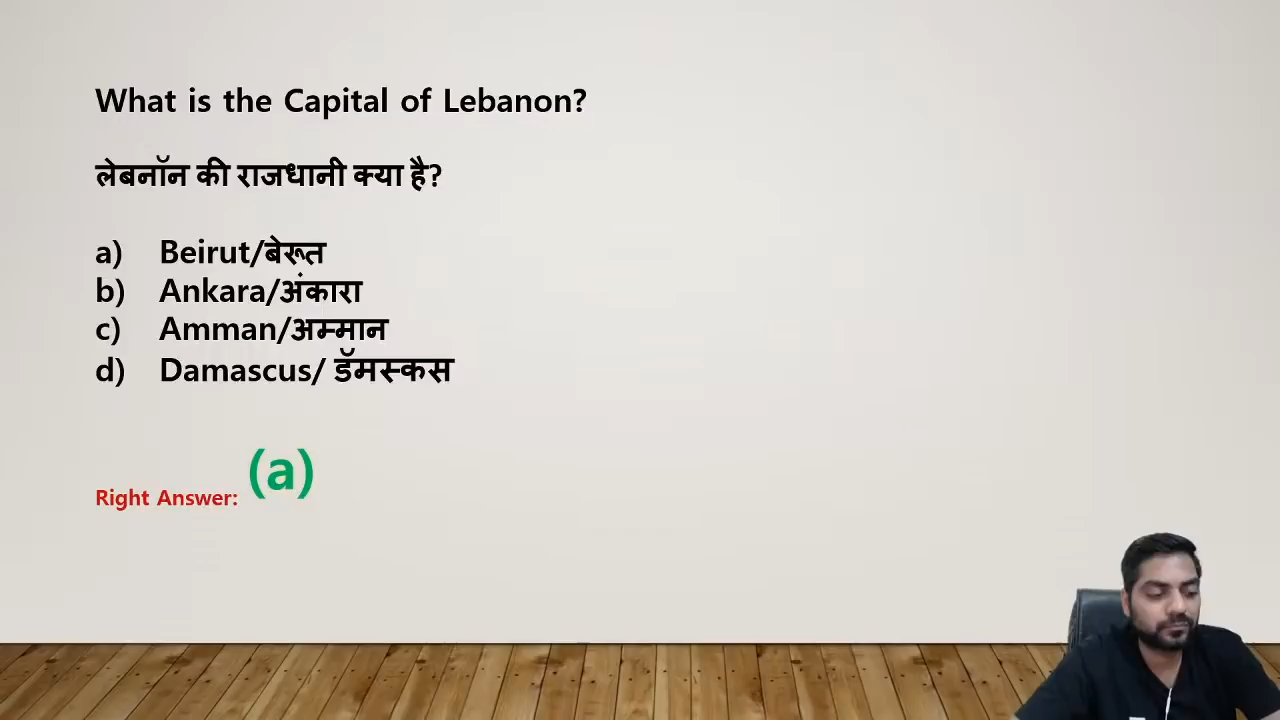 What is the Capital of Lebanon?
लेबनॉन की राजधानी क्या है?
a) Beirut/बेरूत
b) Ankara/अंकारा
c) Amman/अम्मान
d) Damascus/ डॅमस्कस
Right Answer: (a)